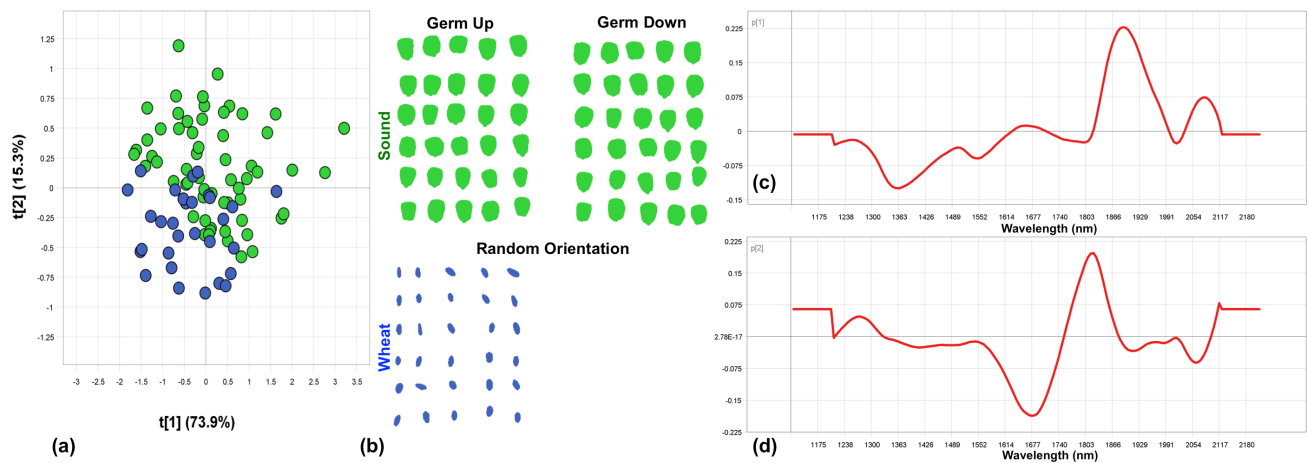 1.25
1
0.75
0.5
0.25
0
-0.25
-0.5
-0.75
-1
-1.25
t[2] (15.3%)
-3 -2.5 -2 -1.5 -1 -0.5 0 0.5 1 1.5 2 2.5 3 3.5
t[1] (73.9%)
(a)
Germ Up Germ Down
Sound
Random Orientation
Wheat
(b)
p[1]
0.225
0.15
0.075
0
-0.075
-0.15
(c)
1175 1238 1300 1363 1426 1489 1552 1614 1677 1740 1803 1866 1929 1991 2054 2117 2180
Wavelength (nm)
p[2]
0.225
0.15
0.075
2.78E-17
-0.075
-0.15
-0.225
(d)
1175 1238 1300 1363 1426 1489 1552 1614 1677 1740 1803 1866 1929 1991 2054 2117 2180
Wavelength (nm)